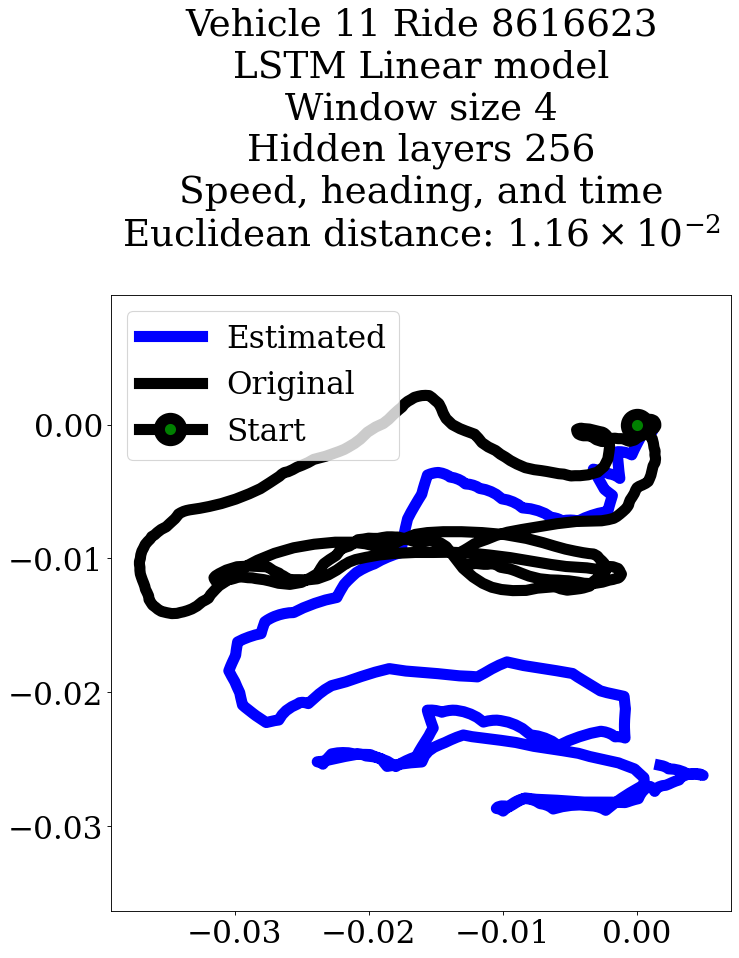 Vehicle 11 Ride 8616623
LSTM Linear model
Window size 4
Hidden layers 256
Speed, heading, and time
Euclidean distance: 1.16 × 10⁻²
Estimated
Original
Start
0.00
−0.01
−0.02
−0.03
−0.03 −0.02 −0.01 0.00